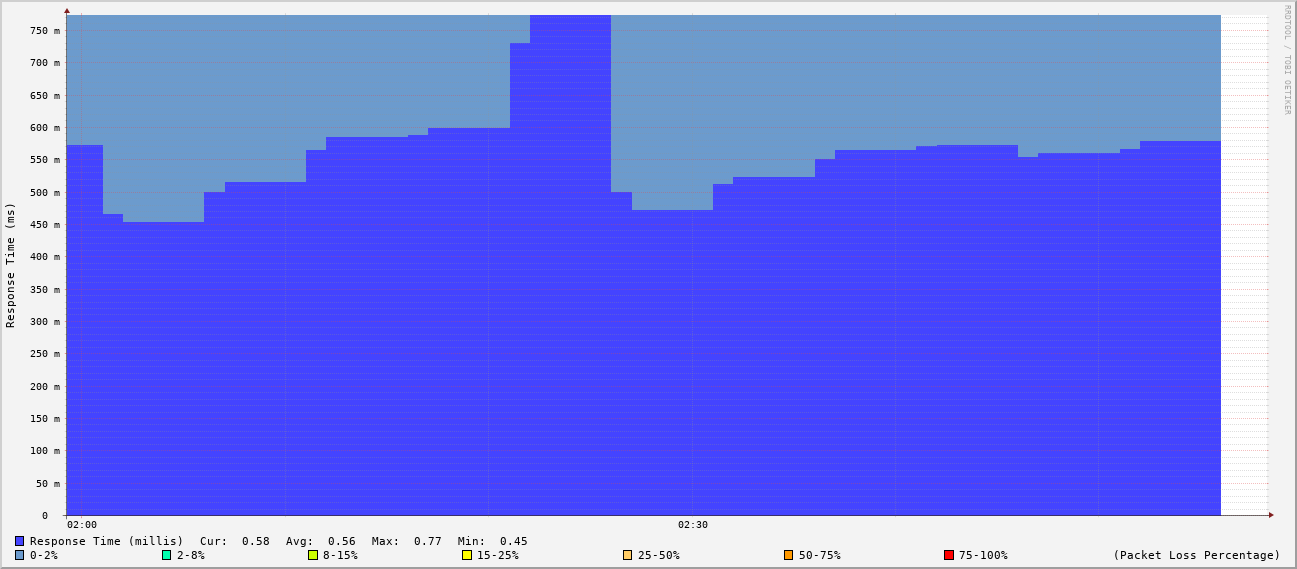 RRDTOOL / TOBI OETIKER
Response Time (ms)
750 m
700 m
650 m
600 m
550 m
500 m
450 m
400 m
350 m
300 m
250 m
200 m
150 m
100 m
50 m
0
02:00 02:30
Response Time (millis) Cur: 0.58 Avg: 0.56 Max: 0.77 Min: 0.45
0-2% 2-8% 8-15% 15-25% 25-50% 50-75% 75-100% (Packet Loss Percentage)